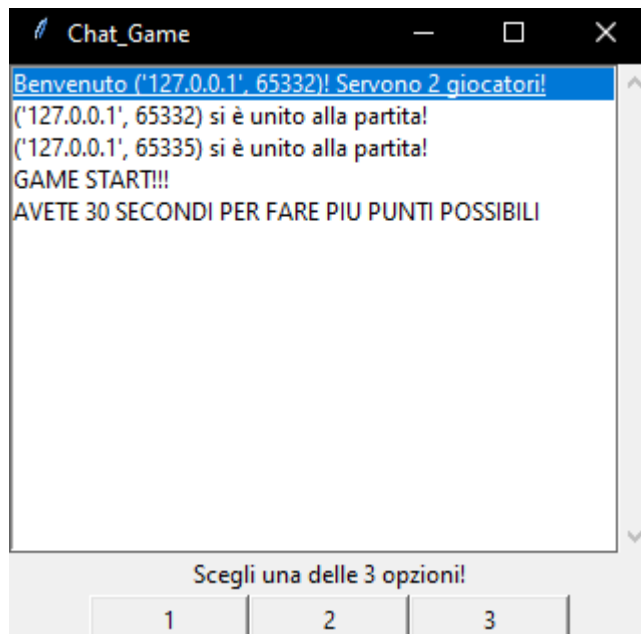 Chat_Game
Benvenuto ('127.0.0.1', 65332)! Servono 2 giocatori!
('127.0.0.1', 65332) si è unito alla partita!
('127.0.0.1', 65335) si è unito alla partita!
GAME START!!!
AVETE 30 SECONDI PER FARE PIU PUNTI POSSIBILI
Scegli una delle 3 opzioni!
1 2 3